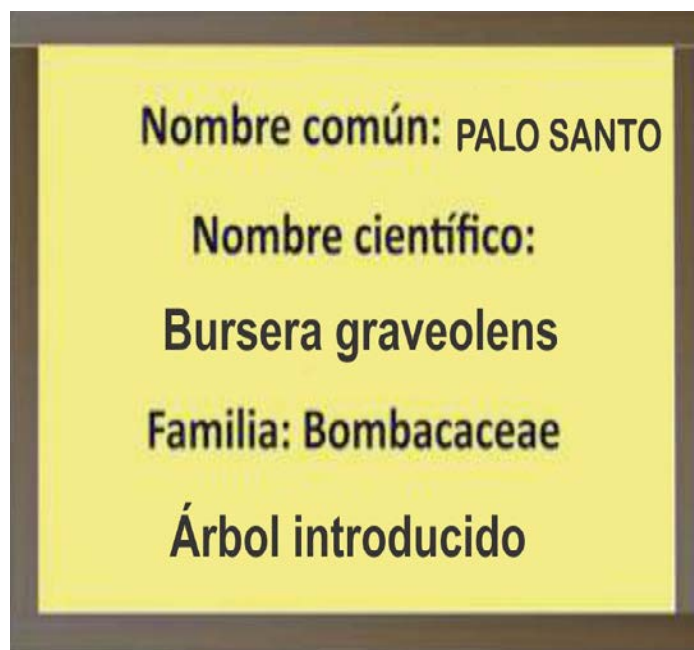 Nombre común: PALO SANTO
Nombre científico:
Bursera graveolens
Familia: Bombacaceae
Árbol introducido